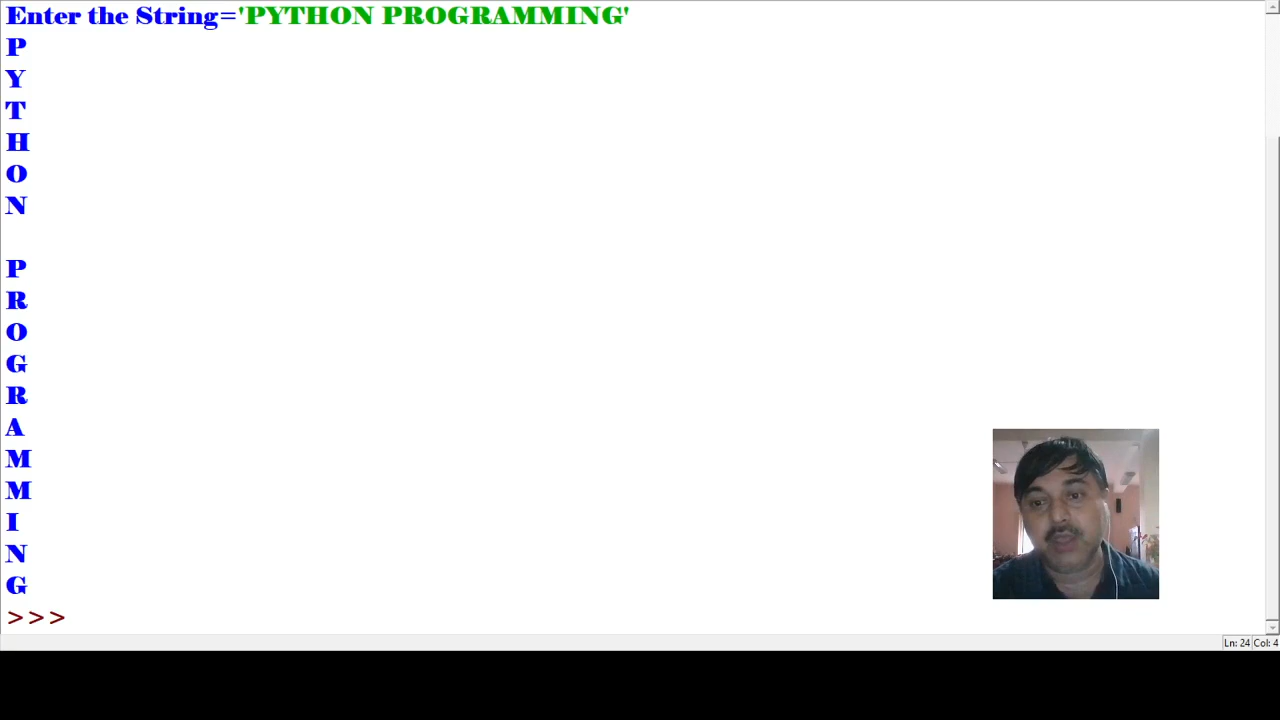 Enter the String='PYTHON PROGRAMMING'
P
Y
T
H
O
N
P
R
O
G
R
A
M
M
I
N
G
>>>
Ln: 24 Col: 4